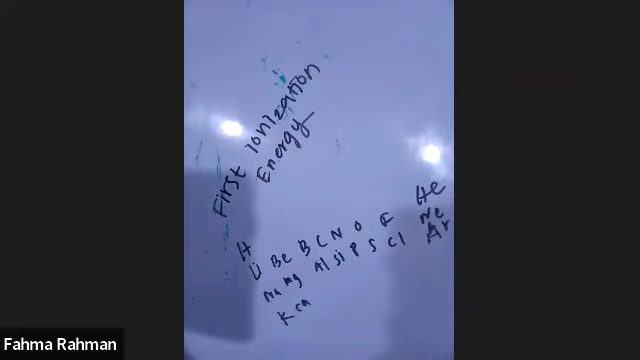 First ionization
Energy
H He
Li Be B C N O F Ne
Na Mg Al Si P S Cl Ar
K Ca
Fahma Rahman